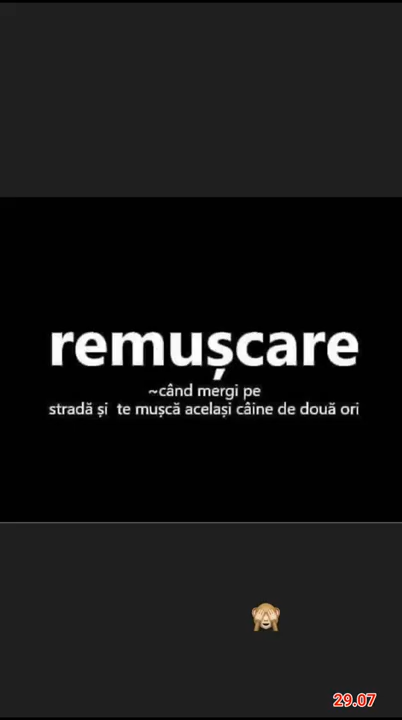 remușcare
~când mergi pe
stradă și  te mușcă același câine de două ori
29.07